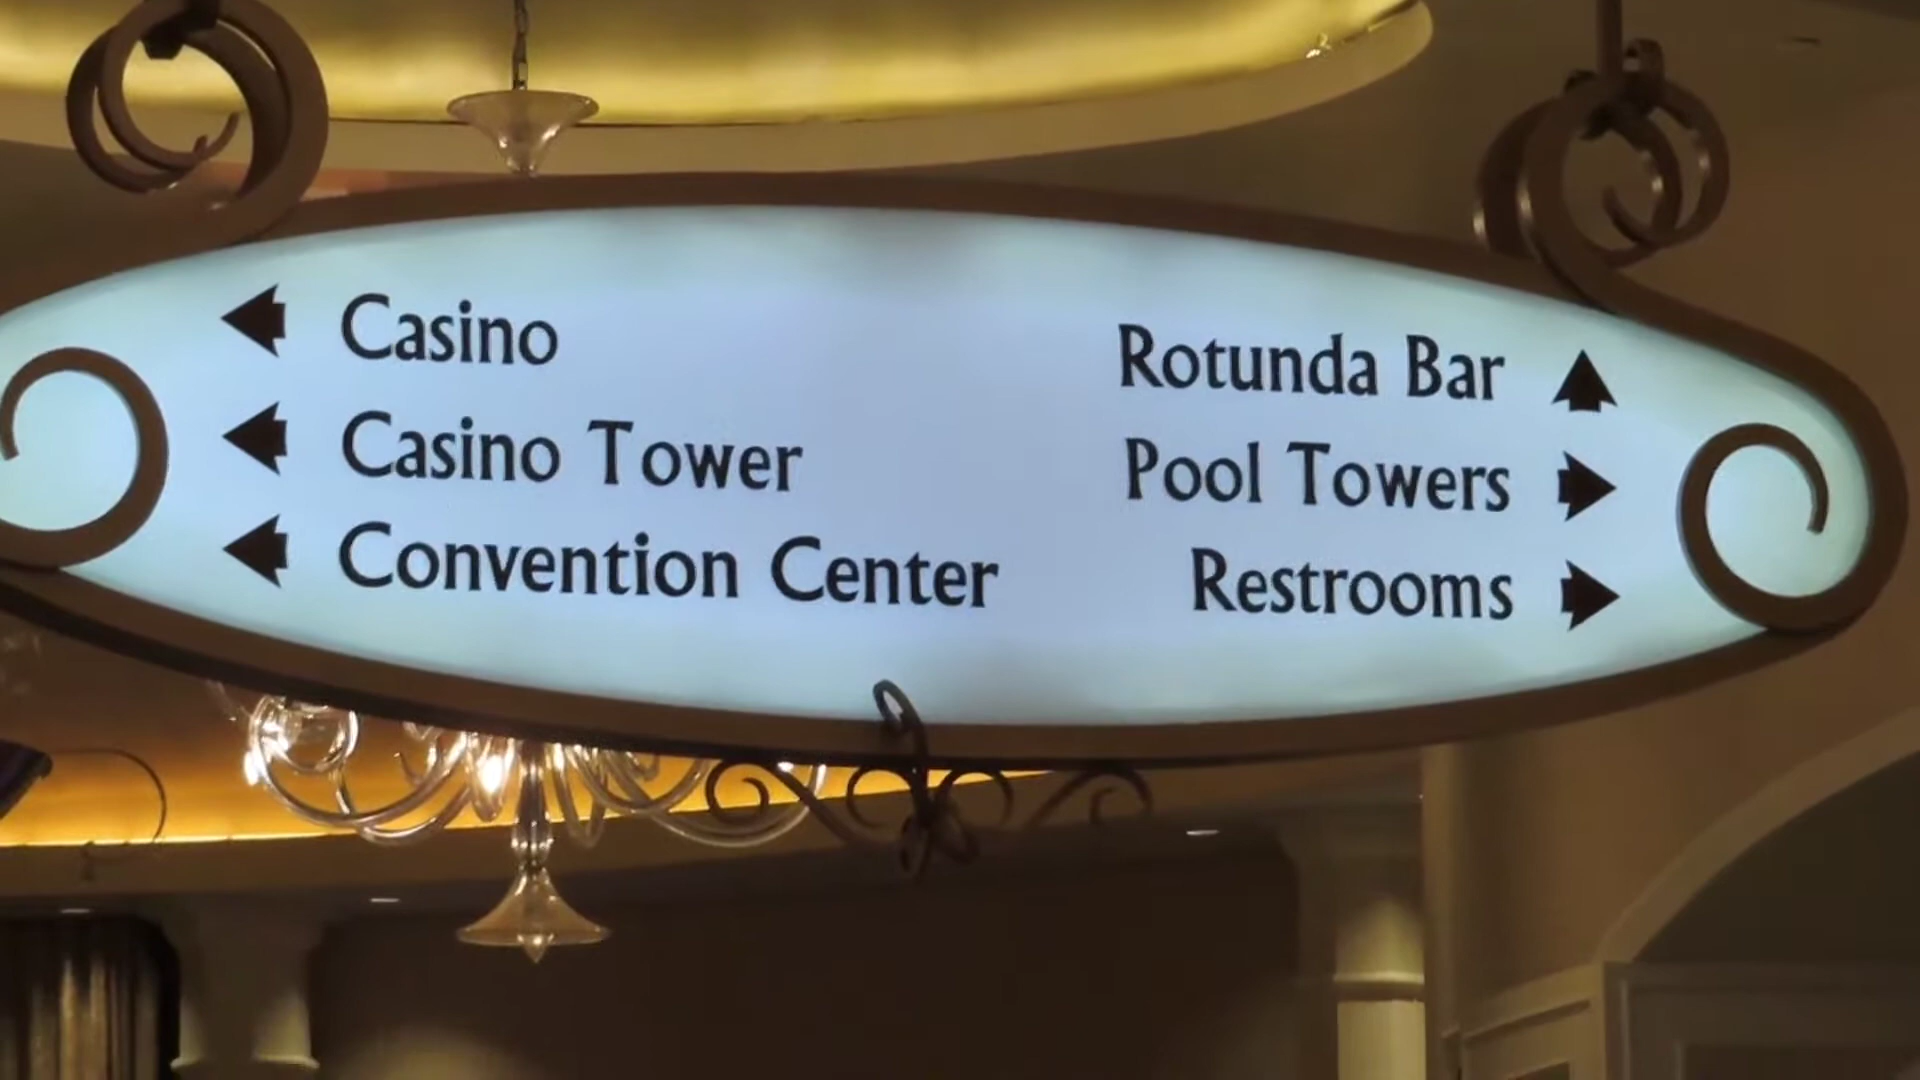 Casino
Casino Tower
Convention Center
Rotunda Bar
Pool Towers
Restrooms